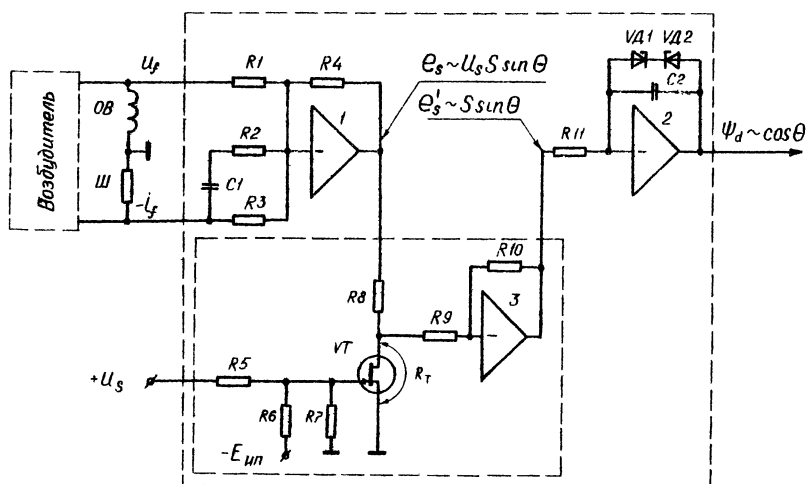 Возбудитель
U_f
ОВ
Ш
-i_f
R1
R4
R2
C1
R3
1
e_s ~ U_s S sin θ
e_s' ~ S sin θ
VД1 VД2
C2
R11
2
ψ_d ~ cos θ
R8
R10
R9
3
VT
R_T
+U_s
R5
R6
R7
-E_ип